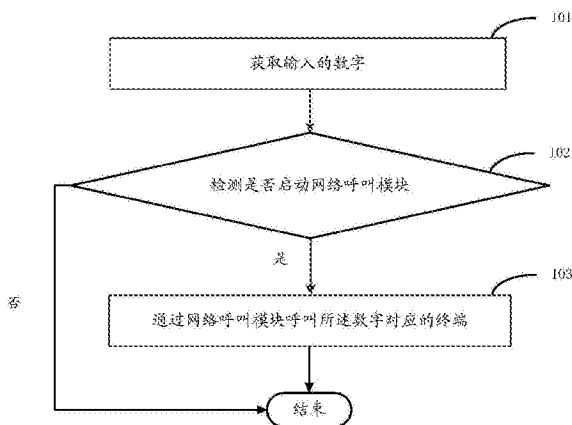 101
获取输入的数字
102
检测是否启动网络呼叫模块
是
103
否
通过网络呼叫模块呼叫所述数字对应的终端
结束